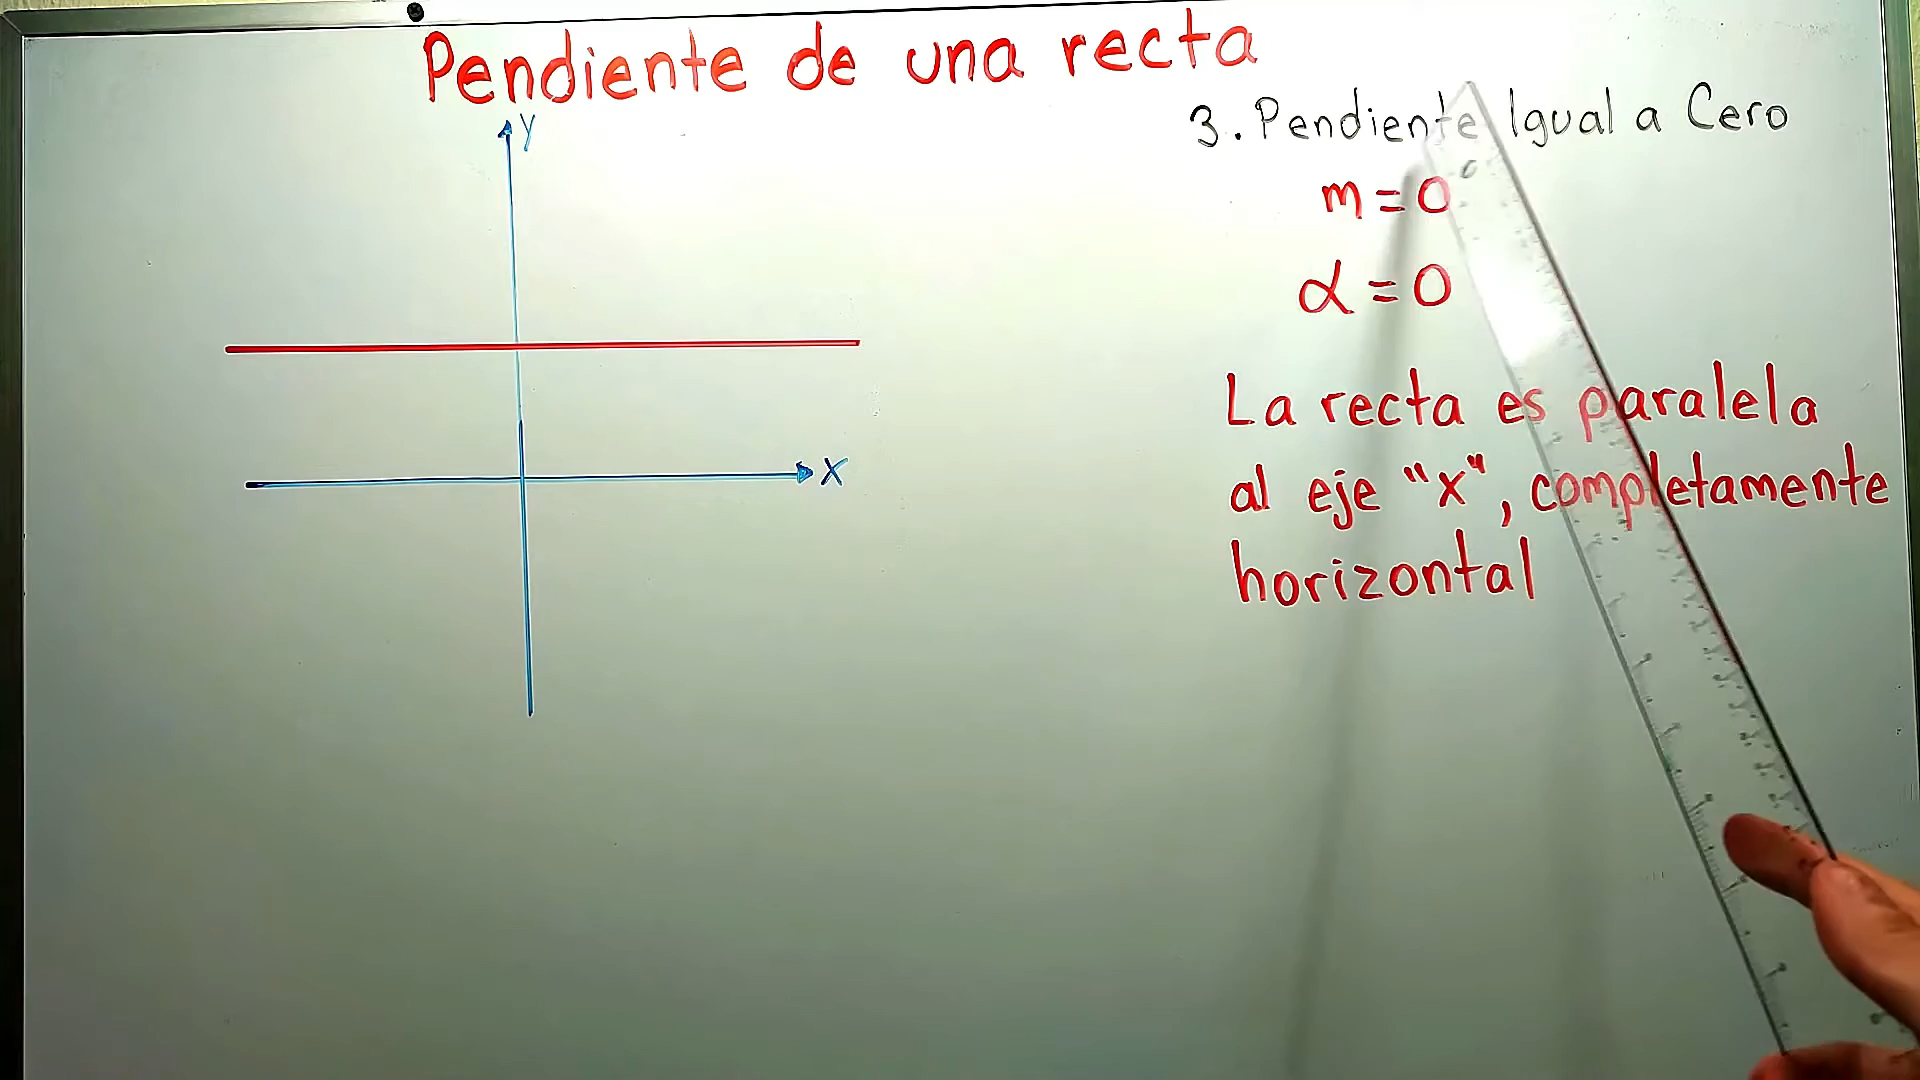 Pendiente de una recta
3. Pendiente Igual a Cero
m = 0
α = 0
La recta es paralela
al eje "x", completamente
horizontal
Y
X